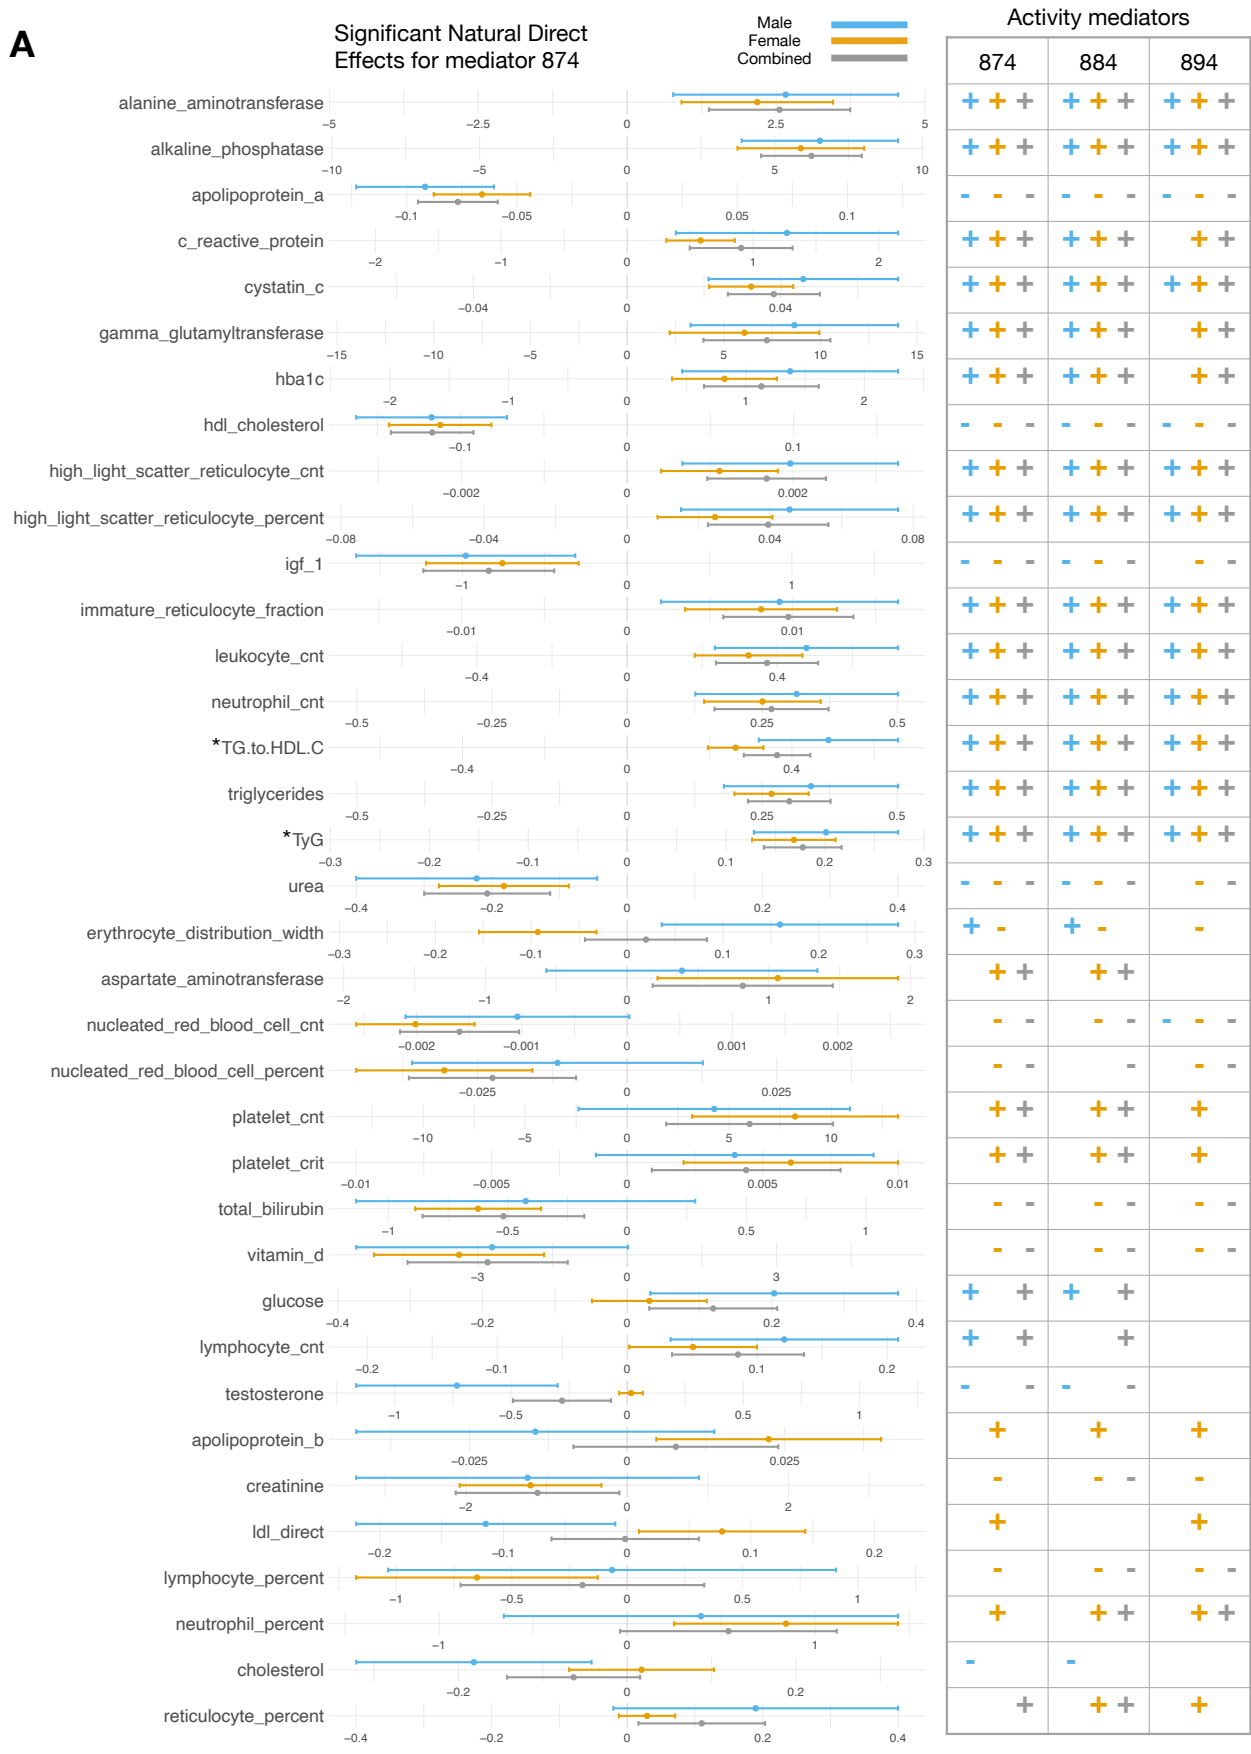 A
Significant Natural Direct
Effects for mediator 874
Male
Female
Combined
Activity mediators
874 884 894
alanine_aminotransferase + + + + + + + + +
−5 −2.5 0 2.5 5
alkaline_phosphatase + + + + + + + + +
−10 −5 0 5 10
apolipoprotein_a - - - - - - - - -
−0.1 −0.05 0 0.05 0.1
c_reactive_protein + + + + + + + +
−2 −1 0 1 2
cystatin_c + + + + + + + + +
−0.04 0 0.04
gamma_glutamyltransferase + + + + + + + +
−15 −10 −5 0 5 10 15
hba1c + + + + + + + +
−2 −1 0 1 2
hdl_cholesterol - - - - - - - - -
−0.1 0 0.1
high_light_scatter_reticulocyte_cnt + + + + + + + + +
−0.002 0 0.002
high_light_scatter_reticulocyte_percent + + + + + + + + +
−0.08 −0.04 0 0.04 0.08
igf_1 - - - - - - - -
−1 0 1
immature_reticulocyte_fraction + + + + + + + + +
−0.01 0 0.01
leukocyte_cnt + + + + + + + + +
−0.4 0 0.4
neutrophil_cnt + + + + + + + + +
−0.5 −0.25 0 0.25 0.5
*TG.to.HDL.C + + + + + + + + +
−0.4 0 0.4
triglycerides + + + + + + + + +
−0.5 −0.25 0 0.25 0.5
*TyG + + + + + + + + +
−0.3 −0.2 −0.1 0 0.1 0.2 0.3
urea - - - - - - - -
−0.4 −0.2 0 0.2 0.4
erythrocyte_distribution_width + - + - -
−0.3 −0.2 −0.1 0 0.1 0.2 0.3
aspartate_aminotransferase + + + +
−2 −1 0 1 2
nucleated_red_blood_cell_cnt - - - - - - -
−0.002 −0.001 0 0.001 0.002
nucleated_red_blood_cell_percent - - - - -
−0.025 0 0.025
platelet_cnt + + + + +
−10 −5 0 5 10
platelet_crit + + + + +
−0.01 −0.005 0 0.005 0.01
total_bilirubin - - - - - -
−1 −0.5 0 0.5 1
vitamin_d - - - - - -
−3 0 3
glucose + + + +
−0.4 −0.2 0 0.2 0.4
lymphocyte_cnt + + +
−0.2 −0.1 0 0.1 0.2
testosterone - - - -
−1 −0.5 0 0.5 1
apolipoprotein_b + + +
−0.025 0 0.025
creatinine - - - -
−2 0 2
ldl_direct + +
−0.2 −0.1 0 0.1 0.2
lymphocyte_percent - - - - -
−1 −0.5 0 0.5 1
neutrophil_percent + + + + +
−1 0 1
cholesterol - -
−0.2 0 0.2
reticulocyte_percent + + + +
−0.4 −0.2 0 0.2 0.4